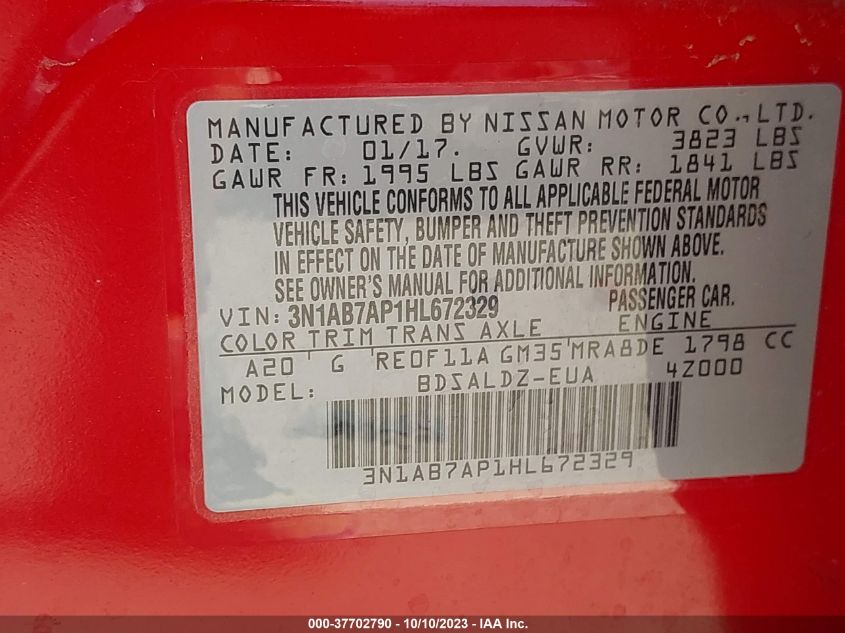 MANUFACTURED BY NISSAN MOTOR CO.,LTD.
DATE: 01/17. GVWR: 3823 LBS
GAWR FR: 1995 LBS GAWR RR: 1841 LBS
THIS VEHICLE CONFORMS TO ALL APPLICABLE FEDERAL MOTOR
VEHICLE SAFETY, BUMPER AND THEFT PREVENTION STANDARDS
IN EFFECT ON THE DATE OF MANUFACTURE SHOWN ABOVE.
SEE OWNER'S MANUAL FOR ADDITIONAL INFORMATION.
VIN: 3N1AB7AP1HL672329 PASSENGER CAR.
COLOR TRIM TRANS AXLE ENGINE
A20 G RE0F11A GM35 MRA8DE 1798 CC
MODEL: BDSALDZ-EUA 4Z000
3N1AB7AP1HL672329
000-37702790 - 10/10/2023 - IAA Inc.